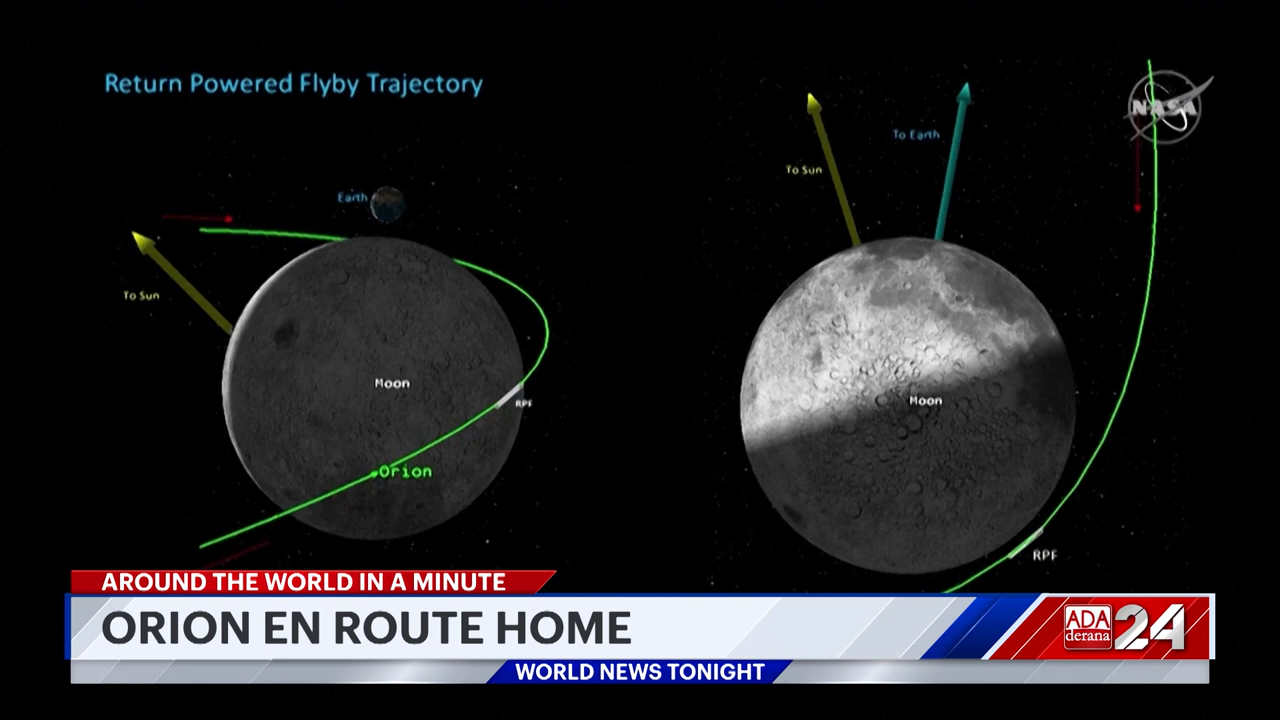 Return Powered Flyby Trajectory
NASA
To Earth
To Sun
Earth
To Sun
Moon
RPF
Moon
Orion
RPF
AROUND THE WORLD IN A MINUTE
ORION EN ROUTE HOME
ADA
derana
24
WORLD NEWS TONIGHT